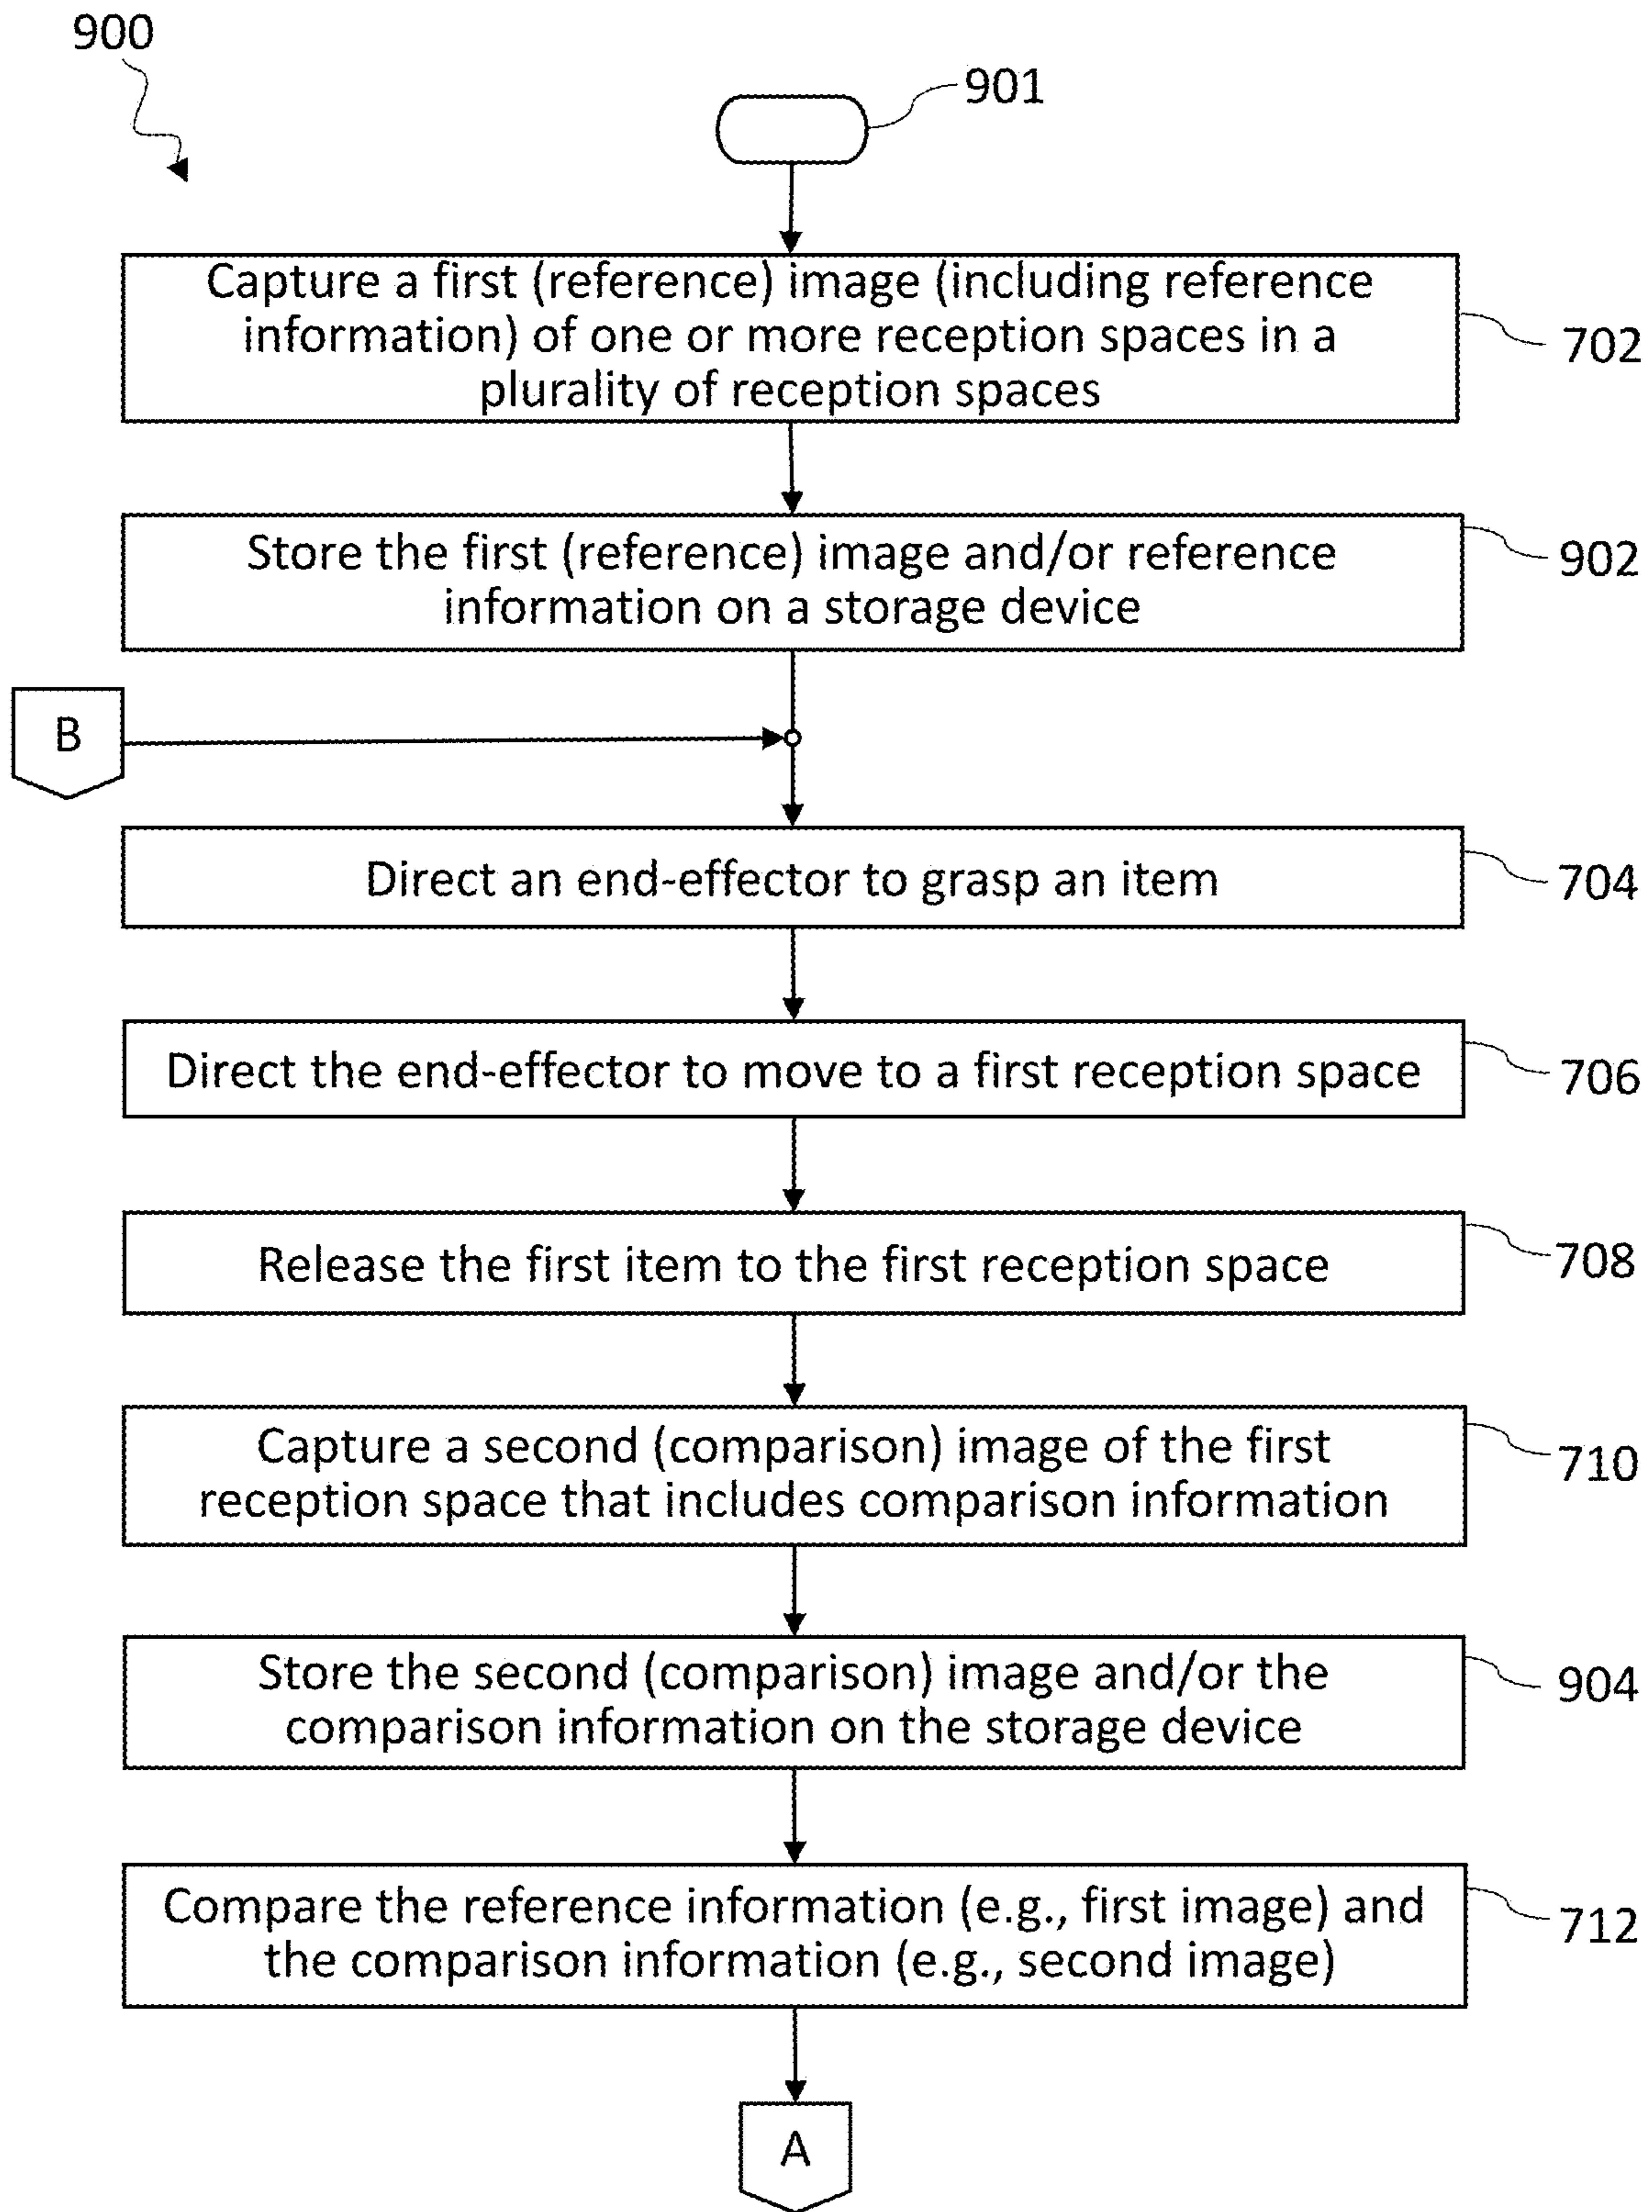 900
901
Capture a first (reference) image (including reference
information) of one or more reception spaces in a
plurality of reception spaces
702
Store the first (reference) image and/or reference
information on a storage device
902
B
Direct an end-effector to grasp an item
704
Direct the end-effector to move to a first reception space
706
Release the first item to the first reception space
708
Capture a second (comparison) image of the first
reception space that includes comparison information
710
Store the second (comparison) image and/or the
comparison information on the storage device
904
Compare the reference information (e.g., first image) and
the comparison information (e.g., second image)
712
A